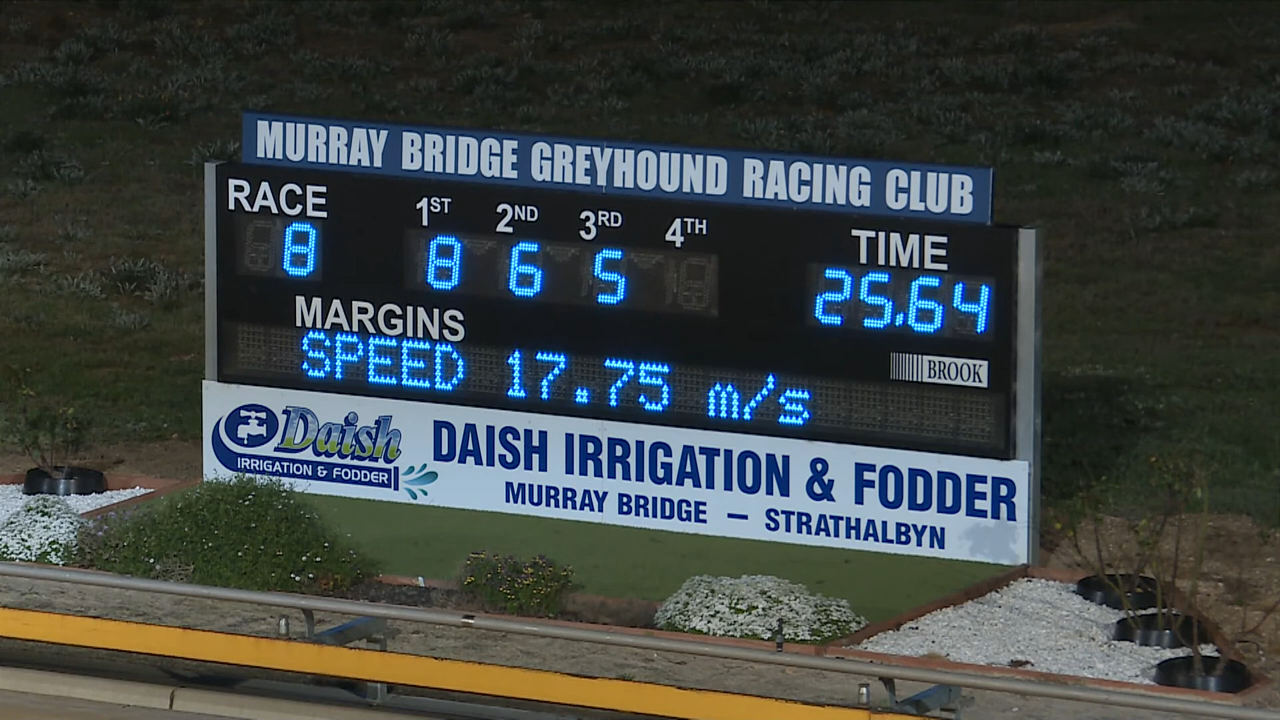 MURRAY BRIDGE GREYHOUND RACING CLUB
RACE 1ST 2ND 3RD 4TH TIME
8 8 6 5 25.64
MARGINS
SPEED 17.75 m/s
BROOK
Daish
IRRIGATION & FODDER
DAISH IRRIGATION & FODDER
MURRAY BRIDGE – STRATHALBYN